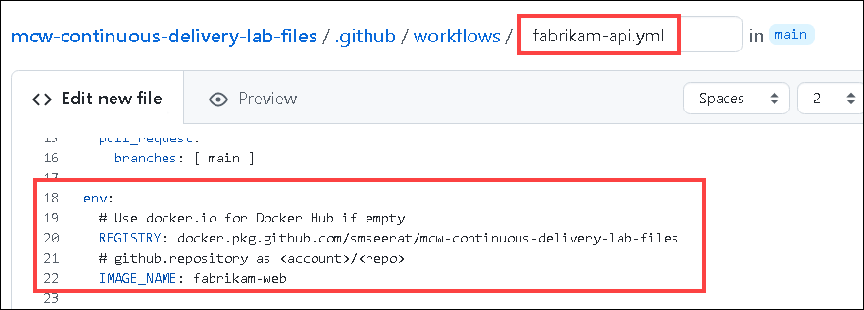 mcw-continuous-delivery-lab-files / .github / workflows / fabrikam-api.yml in main
<> Edit new file Preview Spaces 2
15 pull_request:
16 branches: [ main ]
17
18 env:
19 # Use docker.io for Docker Hub if empty
20 REGISTRY: docker.pkg.github.com/smseerat/mcw-continuous-delivery-lab-files
21 # github.repository as <account>/<repo>
22 IMAGE_NAME: fabrikam-web
23